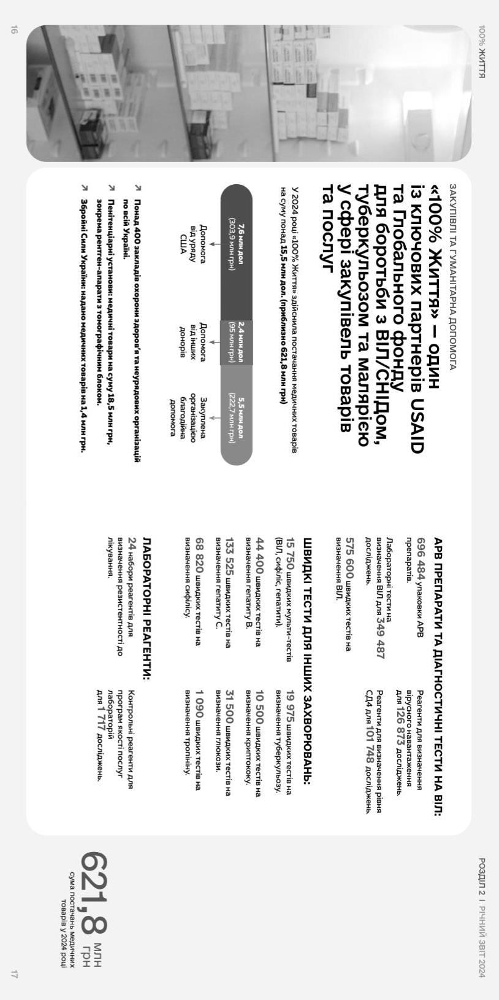 100% ЖИТТЯ
РОЗДІЛ 2 | РІЧНИЙ ЗВІТ 2024
ЗАКУПІВЛІ ТА ГУМАНІТАРНА ДОПОМОГА
«100% Життя» — один
із ключових партнерів USAID
та Глобального фонду
для боротьби з ВІЛ/СНІДом,
туберкульозом та малярією
у сфері закупівель товарів
та послуг
У 2024 році «100% Життя» здійснила постачання медичних товарів
на суму понад 15,5 млн дол. (приблизно 621,8 млн грн)
7,6 млн дол
(303,9 млн грн)
2,4 млн дол
(95 млн грн)
5,5 млн дол
(222,7 млн грн)
Допомога
від уряду
США
Допомога
від інших
донорів
Закуплена
організацією
благодійна
допомога
↗ Понад 400 закладів охорони здоров’я та неурядових організацій
по всій Україні.
↗ Пенітенціарні установи: медичні товари на суму 18,5 млн грн,
зокрема рентген-апарати з томографічним блоком.
↗ Збройні Сили України: надано медичних товарів на 1,4 млн грн.
АРВ ПРЕПАРАТИ ТА ДІАГНОСТИЧНІ ТЕСТИ НА ВІЛ:
696 484 упаковки АРВ
препаратів.
Лабораторні тести на
визначення ВІЛ для 349 487
досліджень.
575 600 швидких тестів на
визначення ВІЛ.
Реагенти для визначення
вірусного навантаження
для 126 873 досліджень.
Реагенти для визначення рівня
СД4 для 101 748 досліджень.
ШВИДКІ ТЕСТИ ДЛЯ ІНШИХ ЗАХВОРЮВАНЬ:
15 750 швидких мульти-тестів
(ВІЛ, сифіліс, гепатити).
44 400 швидких тестів на
визначення гепатиту В.
133 525 швидких тестів на
визначення гепатиту С.
68 820 швидких тестів на
визначення сифілісу.
19 975 швидких тестів на
визначення туберкульозу.
10 500 швидких тестів на
визначення криптококу.
31 500 швидких тестів на
визначення глюкози.
1 090 швидких тестів на
визначення тропініну.
ЛАБОРАТОРНІ РЕАГЕНТИ:
24 набори реагентів для
визначення резистентності до
лікування.
Контрольні реагенти для
програм якості послуг
лабораторій
для 1 717 досліджень.
621,8 млн
грн
сума постачань медичних
товарів у 2024 році
16
17